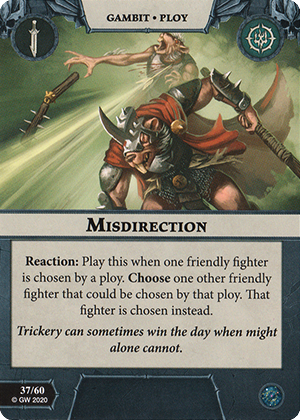 GAMBIT • PLOY
MISDIRECTION
Reaction: Play this when one friendly fighter
is chosen by a ploy. Choose one other friendly
fighter that could be chosen by that ploy. That
fighter is chosen instead.
Trickery can sometimes win the day when might
alone cannot.
37/60
© GW 2020